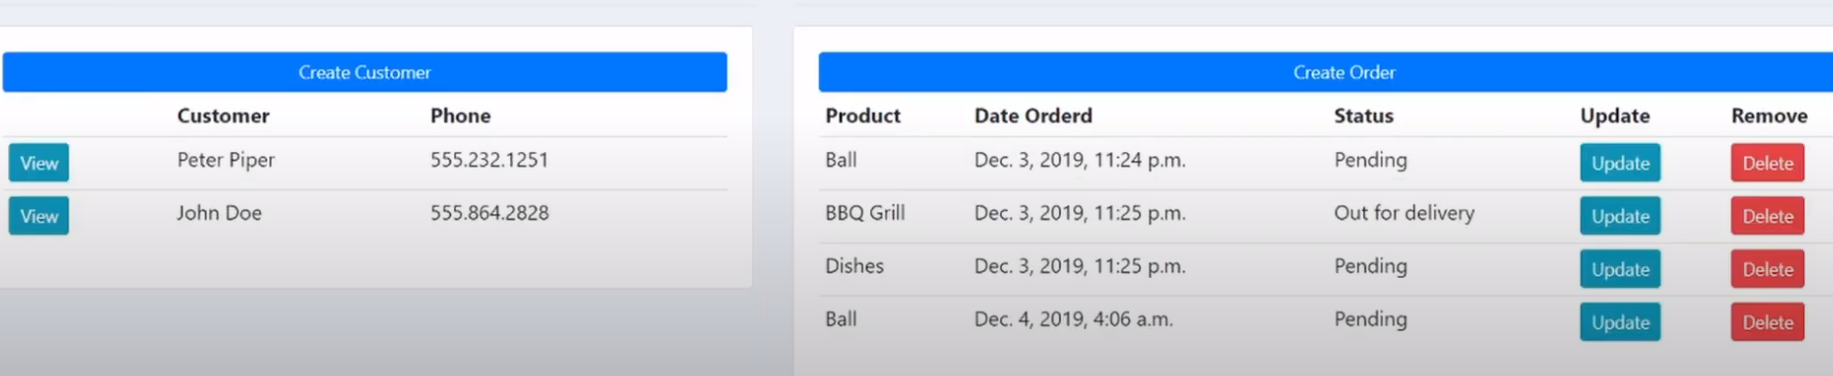 Create Customer
Customer Phone
View Peter Piper 555.232.1251
View John Doe 555.864.2828
Create Order
Product Date Orderd Status Update Remove
Ball Dec. 3, 2019, 11:24 p.m. Pending Update Delete
BBQ Grill Dec. 3, 2019, 11:25 p.m. Out for delivery Update Delete
Dishes Dec. 3, 2019, 11:25 p.m. Pending Update Delete
Ball Dec. 4, 2019, 4:06 a.m. Pending Update Delete